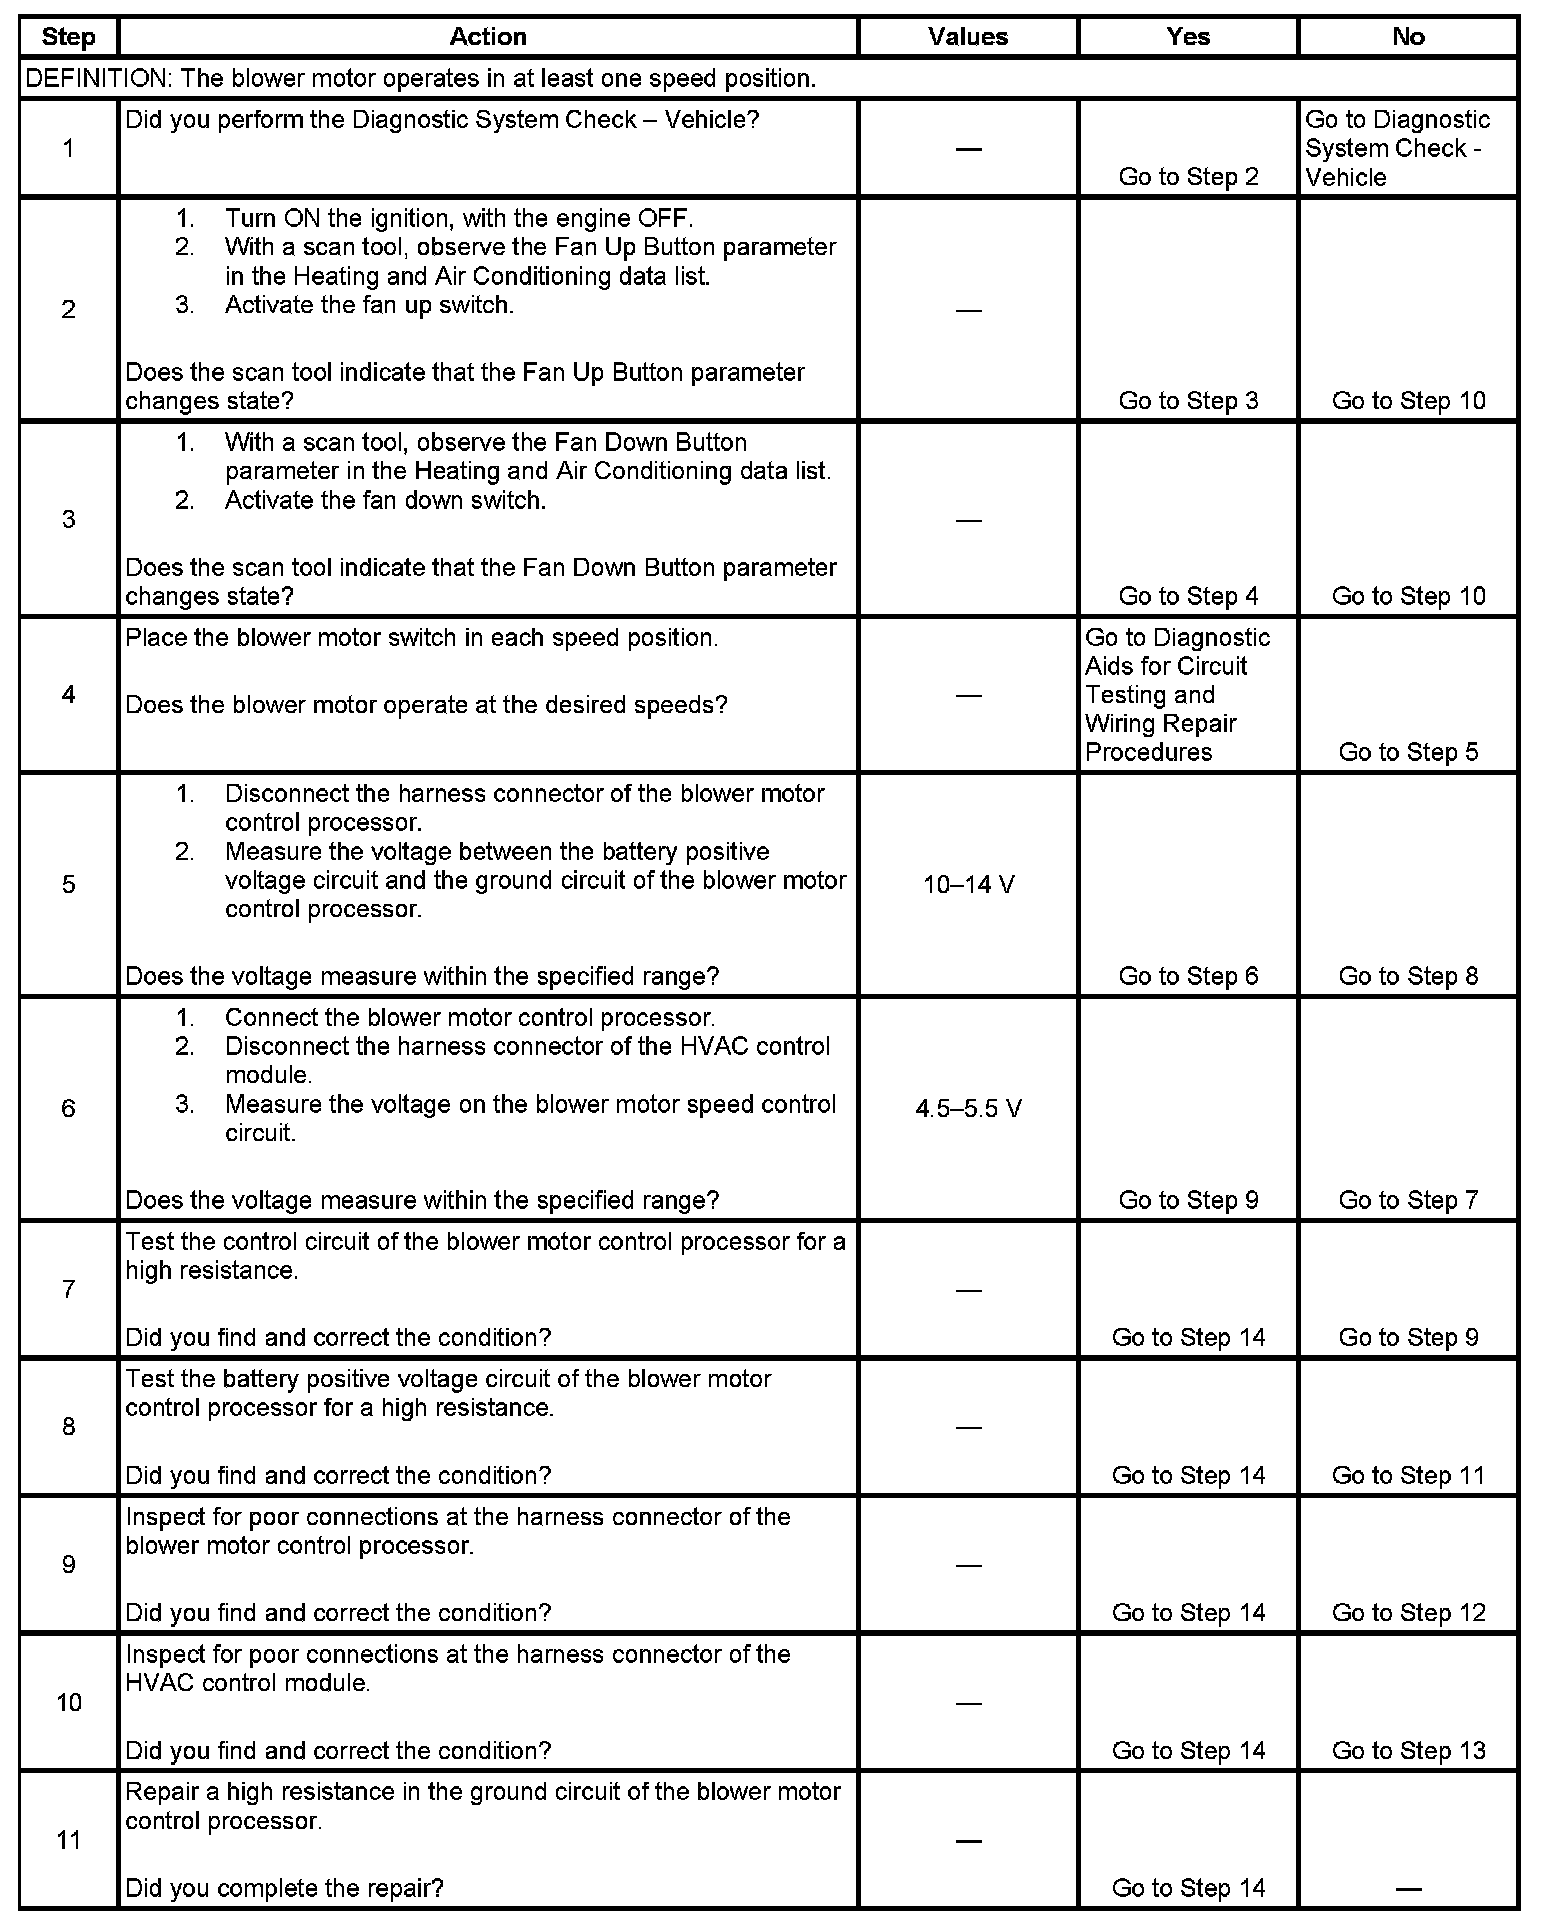 Step Action Values Yes No
DEFINITION: The blower motor operates in at least one speed position.
1
Did you perform the Diagnostic System Check – Vehicle?
—
Go to Step 2
Go to Diagnostic
System Check -
Vehicle
2
1. Turn ON the ignition, with the engine OFF.
2. With a scan tool, observe the Fan Up Button parameter
in the Heating and Air Conditioning data list.
3. Activate the fan up switch.
Does the scan tool indicate that the Fan Up Button parameter
changes state?
—
Go to Step 3
Go to Step 10
3
1. With a scan tool, observe the Fan Down Button
parameter in the Heating and Air Conditioning data list.
2. Activate the fan down switch.
Does the scan tool indicate that the Fan Down Button parameter
changes state?
—
Go to Step 4
Go to Step 10
4
Place the blower motor switch in each speed position.
Does the blower motor operate at the desired speeds?
—
Go to Diagnostic
Aids for Circuit
Testing and
Wiring Repair
Procedures
Go to Step 5
5
1. Disconnect the harness connector of the blower motor
control processor.
2. Measure the voltage between the battery positive
voltage circuit and the ground circuit of the blower motor
control processor.
Does the voltage measure within the specified range?
10–14 V
Go to Step 6
Go to Step 8
6
1. Connect the blower motor control processor.
2. Disconnect the harness connector of the HVAC control
module.
3. Measure the voltage on the blower motor speed control
circuit.
Does the voltage measure within the specified range?
4.5–5.5 V
Go to Step 9
Go to Step 7
7
Test the control circuit of the blower motor control processor for a
high resistance.
Did you find and correct the condition?
—
Go to Step 14
Go to Step 9
8
Test the battery positive voltage circuit of the blower motor
control processor for a high resistance.
Did you find and correct the condition?
—
Go to Step 14
Go to Step 11
9
Inspect for poor connections at the harness connector of the
blower motor control processor.
Did you find and correct the condition?
—
Go to Step 14
Go to Step 12
10
Inspect for poor connections at the harness connector of the
HVAC control module.
Did you find and correct the condition?
—
Go to Step 14
Go to Step 13
11
Repair a high resistance in the ground circuit of the blower motor
control processor.
Did you complete the repair?
—
Go to Step 14
—